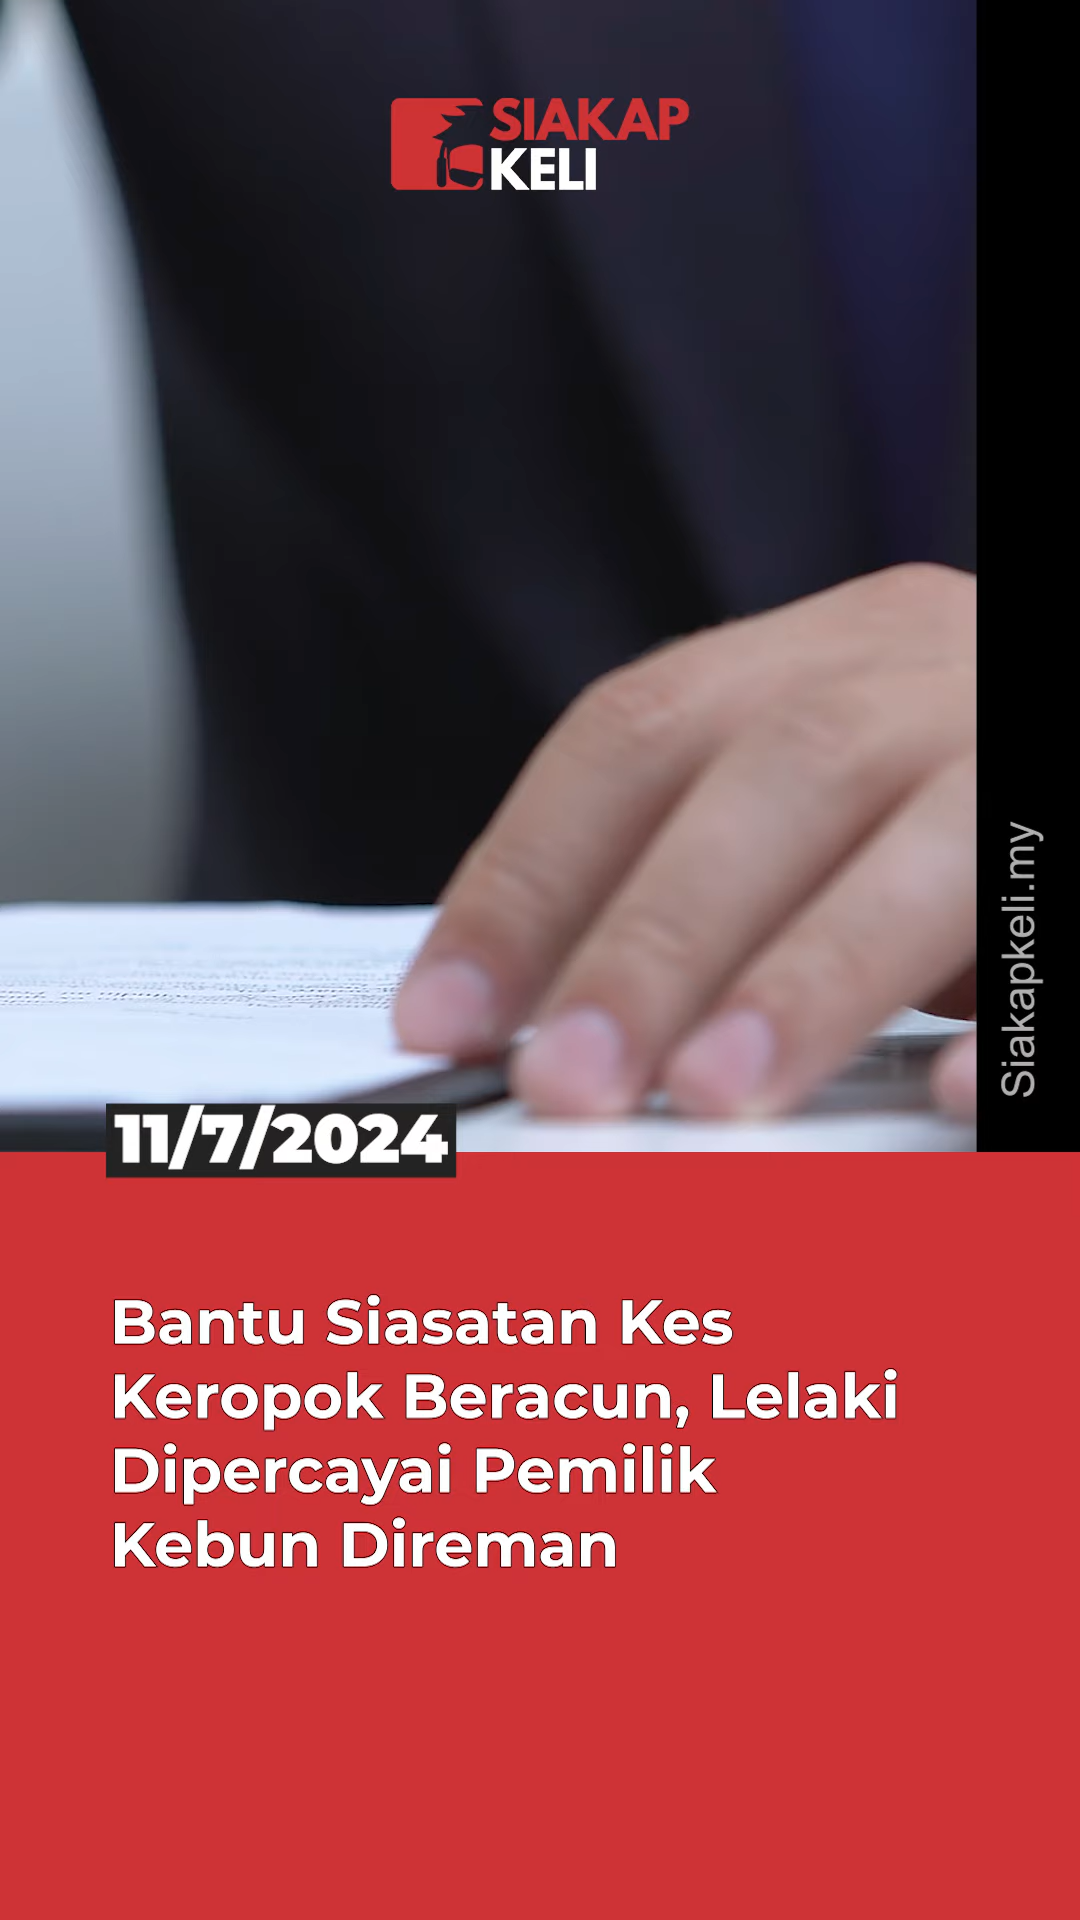 SIAKAP
KELI
Siakapkeli.my
11/7/2024
Bantu Siasatan Kes
Keropok Beracun, Lelaki
Dipercayai Pemilik
Kebun Direman